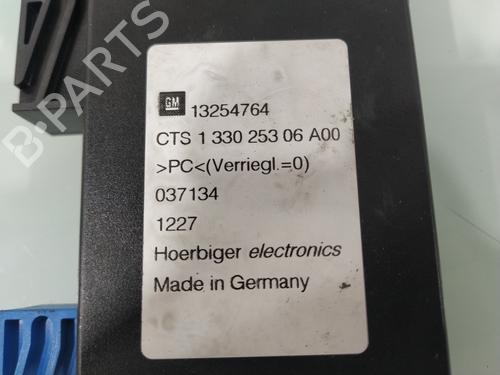 GM 13254764
CTS 1 330 253 06 A00
>PC<(Verriegl.=0)
037134
1227
Hoerbiger electronics
Made in Germany
B-PARTS